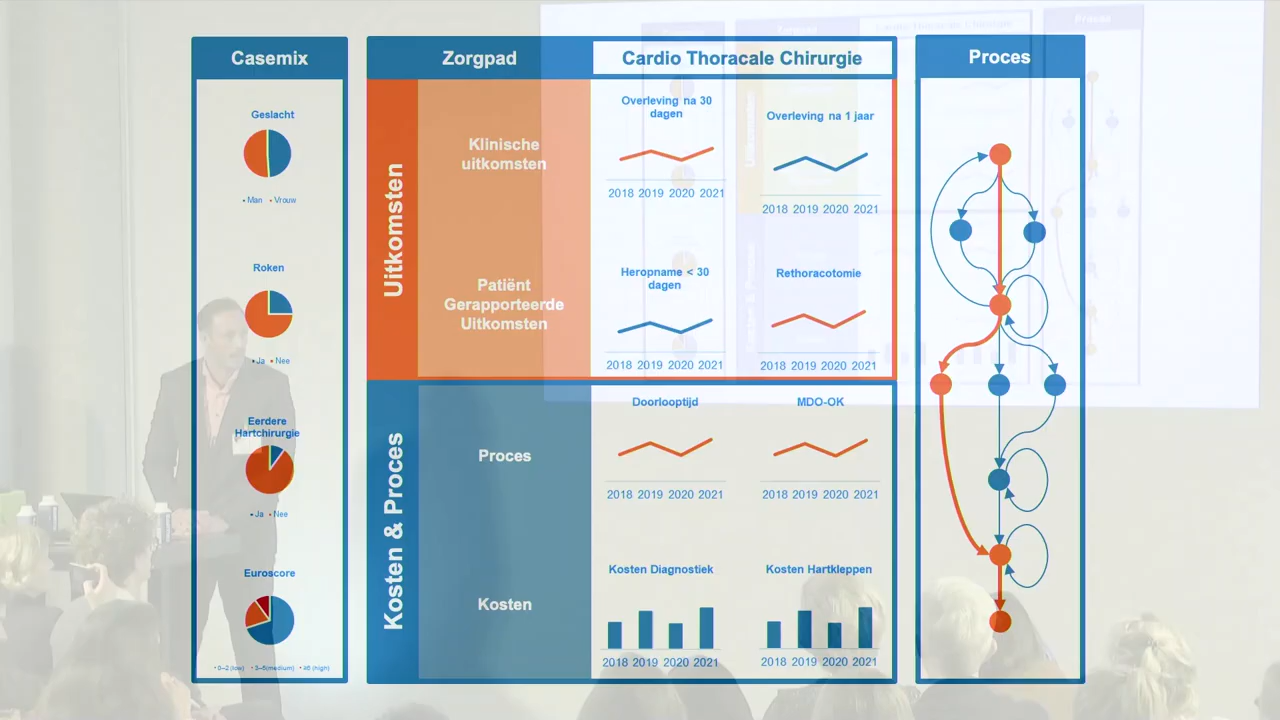 Casemix
Geslacht
• Man • Vrouw
Roken
• Ja • Nee
Eerdere
Hartchirurgie
• Ja • Nee
Euroscore
• 0–2 (low) • 3–6(medium) • ≥6 (high)
Zorgpad
Cardio Thoracale Chirurgie
Uitkomsten
Klinische
uitkomsten
Overleving na 30
dagen
2018 2019 2020 2021
Overleving na 1 jaar
2018 2019 2020 2021
Patiënt
Gerapporteerde
Uitkomsten
Heropname < 30
dagen
2018 2019 2020 2021
Rethoracotomie
2018 2019 2020 2021
Kosten & Proces
Proces
Doorlooptijd
2018 2019 2020 2021
MDO-OK
2018 2019 2020 2021
Kosten
Kosten Diagnostiek
2018 2019 2020 2021
Kosten Hartkleppen
2018 2019 2020 2021
Proces